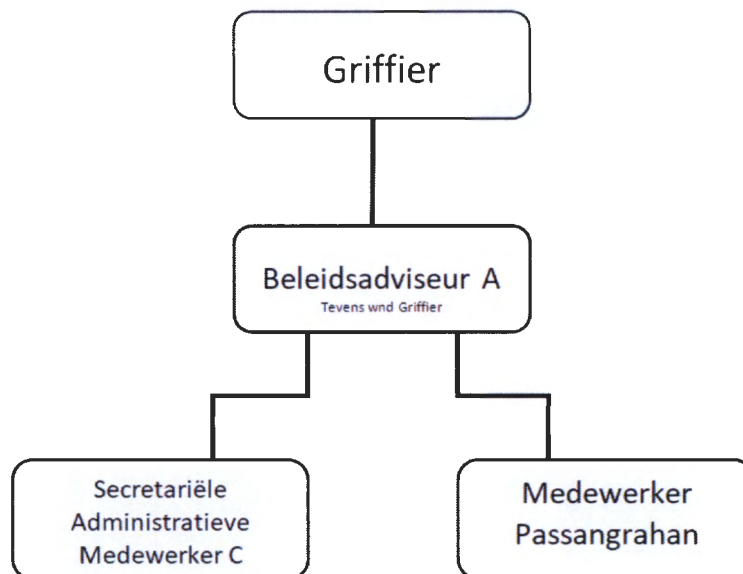 Griffier
Beleidsadviseur A
Tevens wnd Griffier
Secretariële
Administratieve
Medewerker C
Medewerker
Passangrahan